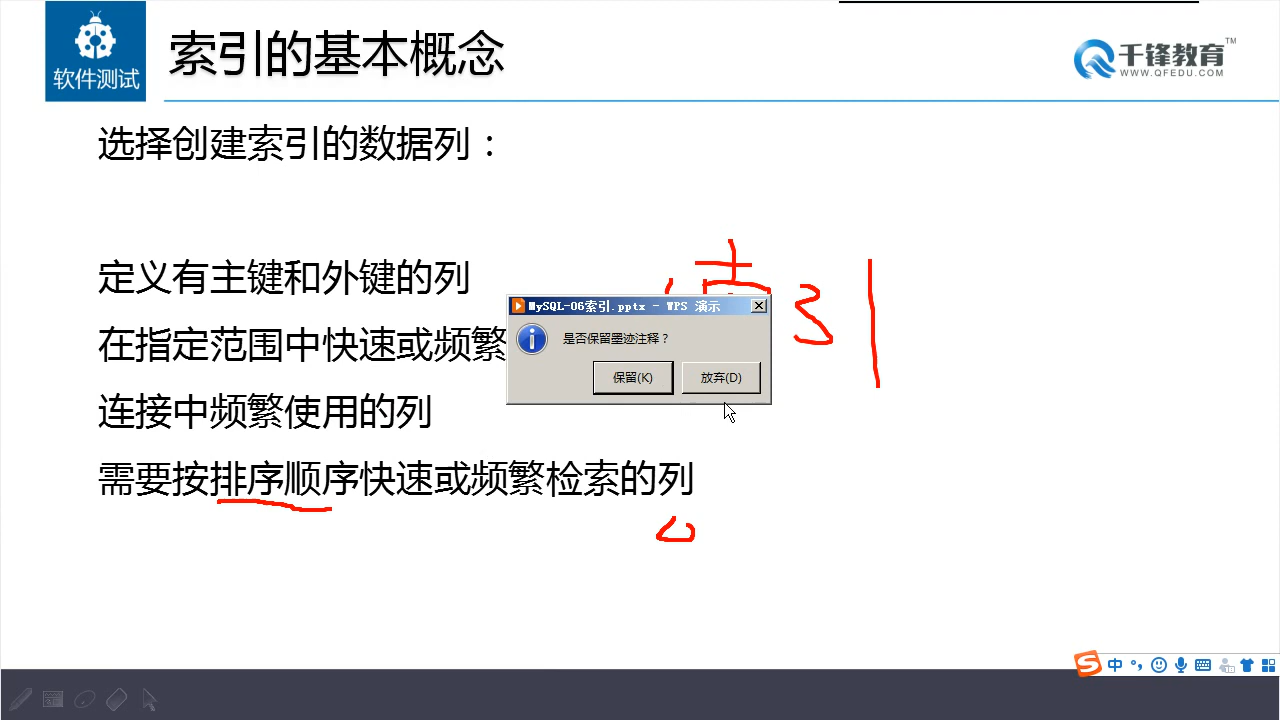 软件测试
索引的基本概念
千锋教育TM
WWW.QFEDU.COM
选择创建索引的数据列：
定义有主键和外键的列
在指定范围中快速或频繁
连接中频繁使用的列
需要按排序顺序快速或频繁检索的列
引
MySQL-06索引.pptx - WPS 演示
是否保留墨迹注释？
保留(K)
放弃(D)
中